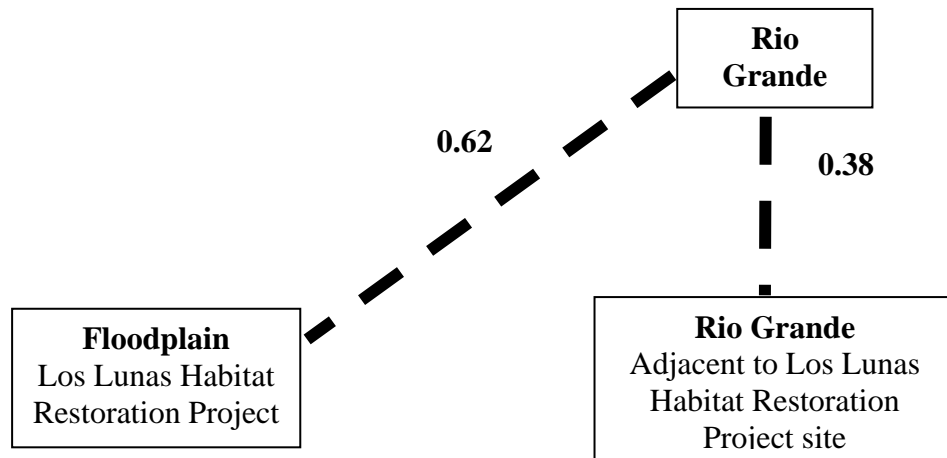 Rio
Grande
0.62
0.38
Floodplain
Los Lunas Habitat
Restoration Project
Rio Grande
Adjacent to Los Lunas
Habitat Restoration
Project site